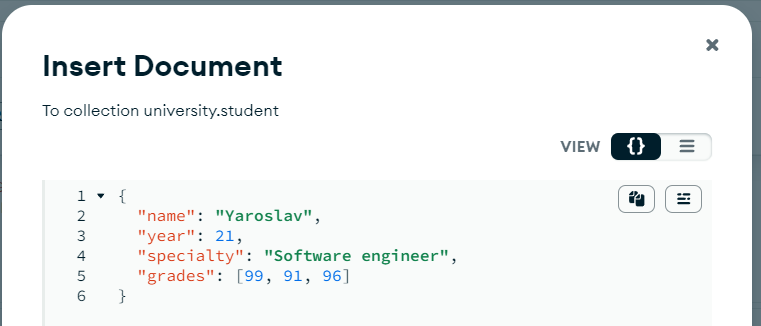 Insert Document
To collection university.student
VIEW {}
1 {
2 "name": "Yaroslav",
3 "year": 21,
4 "specialty": "Software engineer",
5 "grades": [99, 91, 96]
6 }